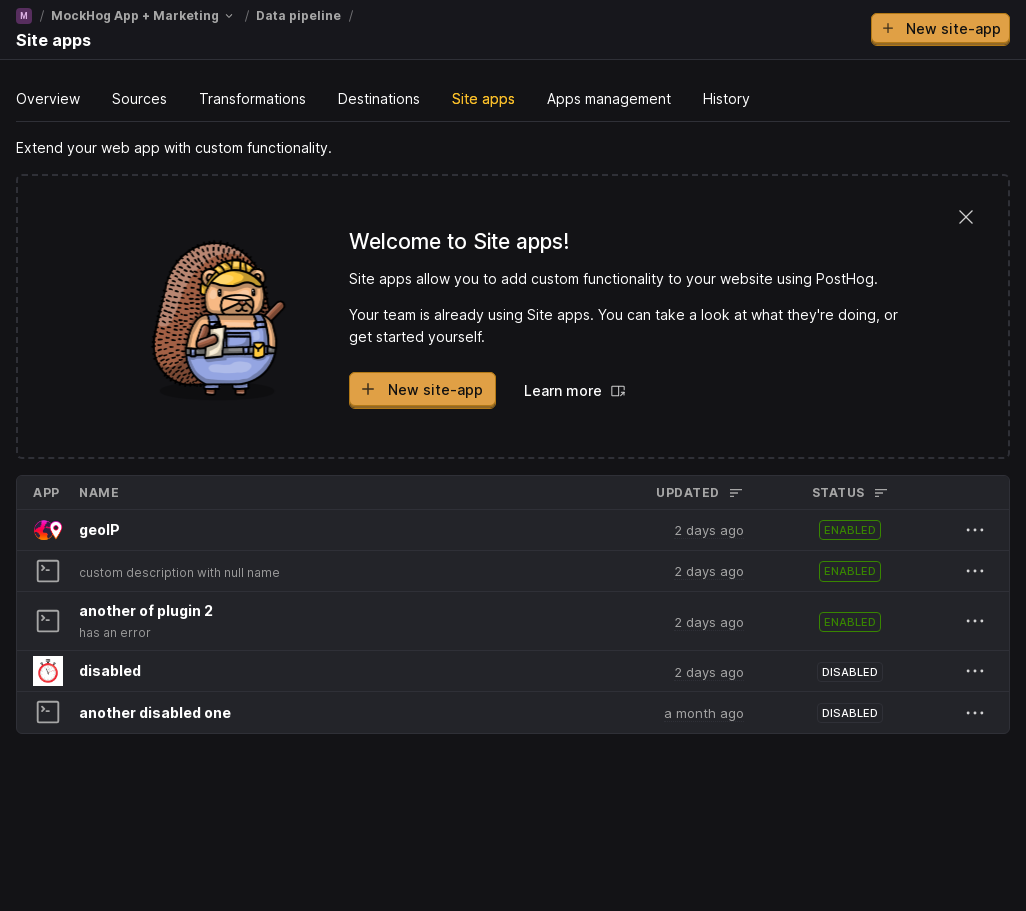 M / MockHog App + Marketing / Data pipeline /
Site apps
New site-app
Overview Sources Transformations Destinations Site apps Apps management History
Extend your web app with custom functionality.
Welcome to Site apps!
Site apps allow you to add custom functionality to your website using PostHog.
Your team is already using Site apps. You can take a look at what they're doing, or
get started yourself.
New site-app Learn more
APP NAME UPDATED STATUS
geoIP 2 days ago ENABLED
custom description with null name 2 days ago ENABLED
another of plugin 2
has an error 2 days ago ENABLED
disabled 2 days ago DISABLED
another disabled one a month ago DISABLED